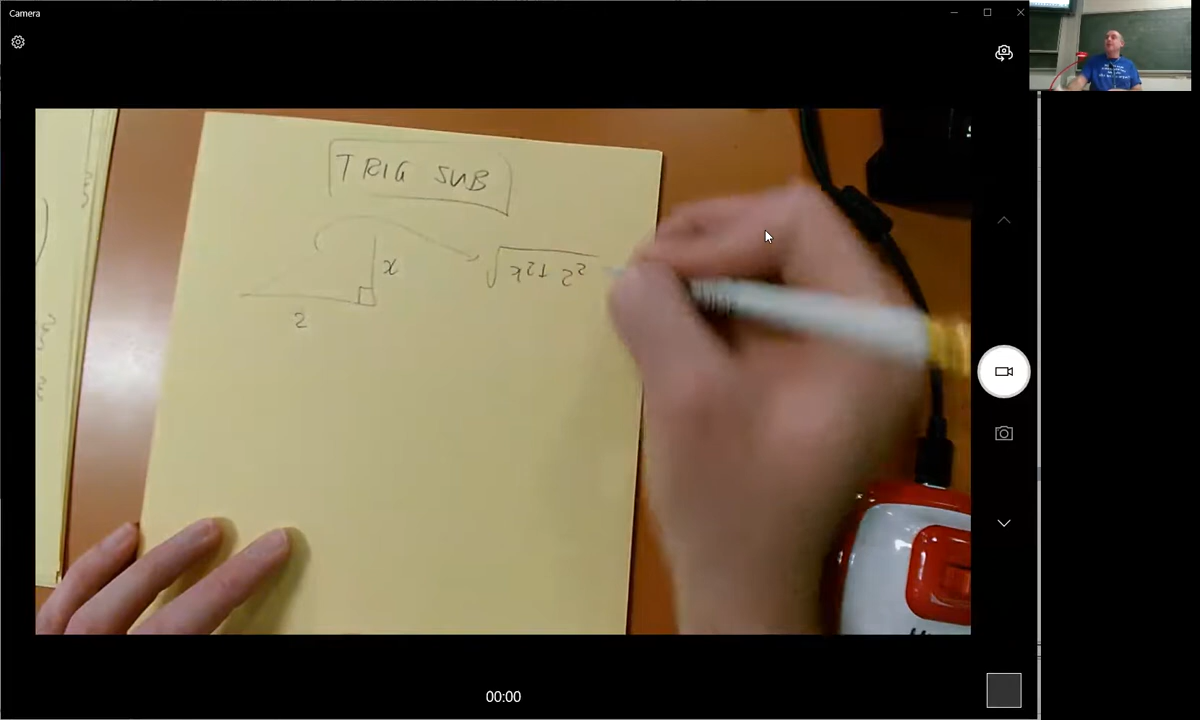 Camera
TRIG SUB
x
√x²+2²
2
00:00